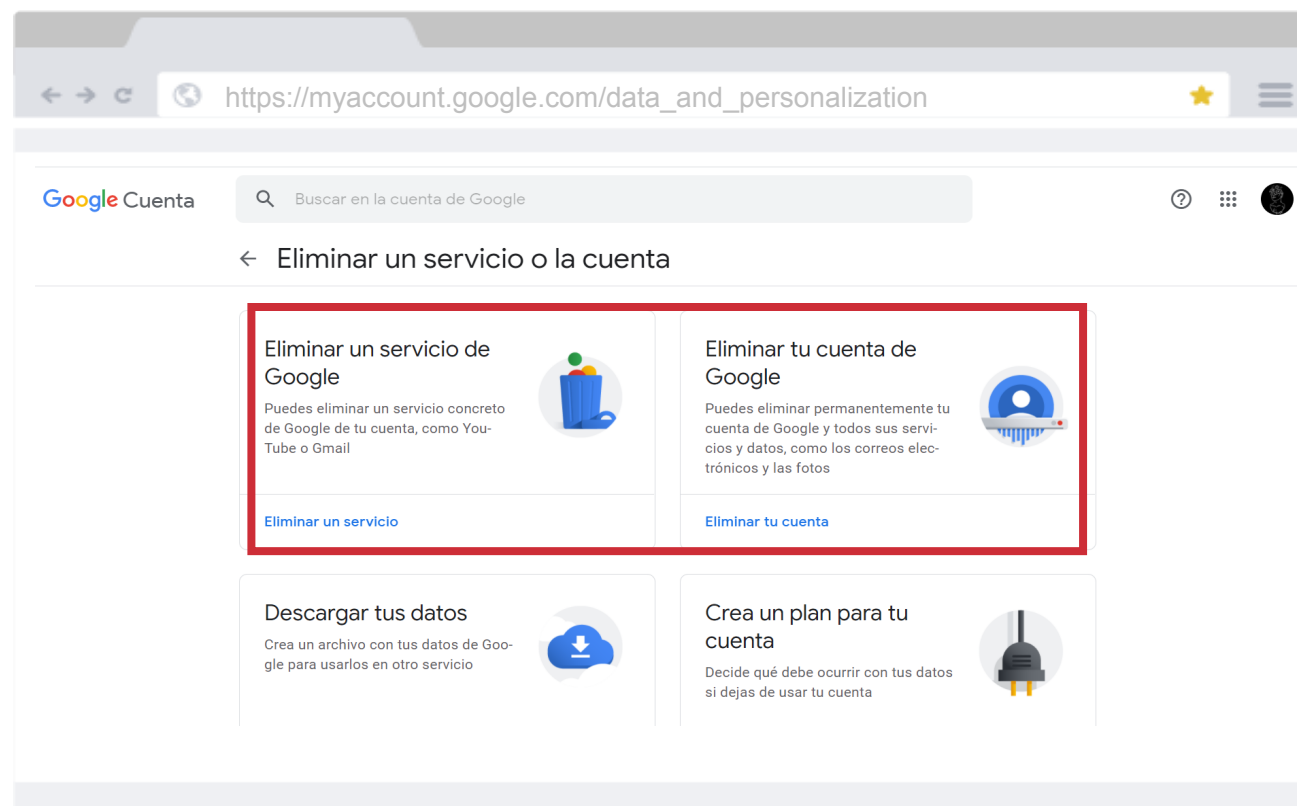 https://myaccount.google.com/data_and_personalization
Google Cuenta
Buscar en la cuenta de Google
Eliminar un servicio o la cuenta
Eliminar un servicio de
Google
Puedes eliminar un servicio concreto
de Google de tu cuenta, como You-
Tube o Gmail
Eliminar un servicio
Eliminar tu cuenta de
Google
Puedes eliminar permanentemente tu
cuenta de Google y todos sus servi-
cios y datos, como los correos elec-
trónicos y las fotos
Eliminar tu cuenta
Descargar tus datos
Crea un archivo con tus datos de Goo-
gle para usarlos en otro servicio
Crea un plan para tu
cuenta
Decide qué debe ocurrir con tus datos
si dejas de usar tu cuenta